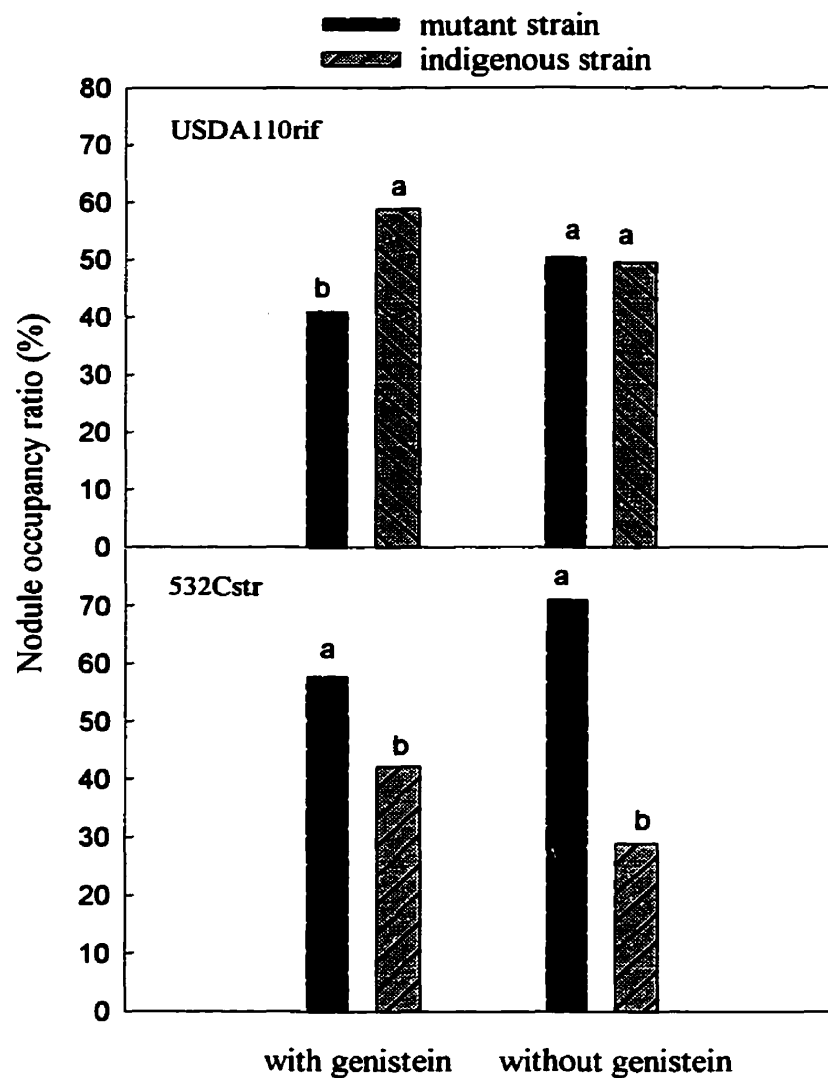 mutant strain
indigenous strain
Nodule occupancy ratio (%)
80
70
60
50
40
30
20
10
0
USDA110rif
b
a
a
a
70
60
50
40
30
20
10
0
532Cstr
a
b
a
b
with genistein
without genistein